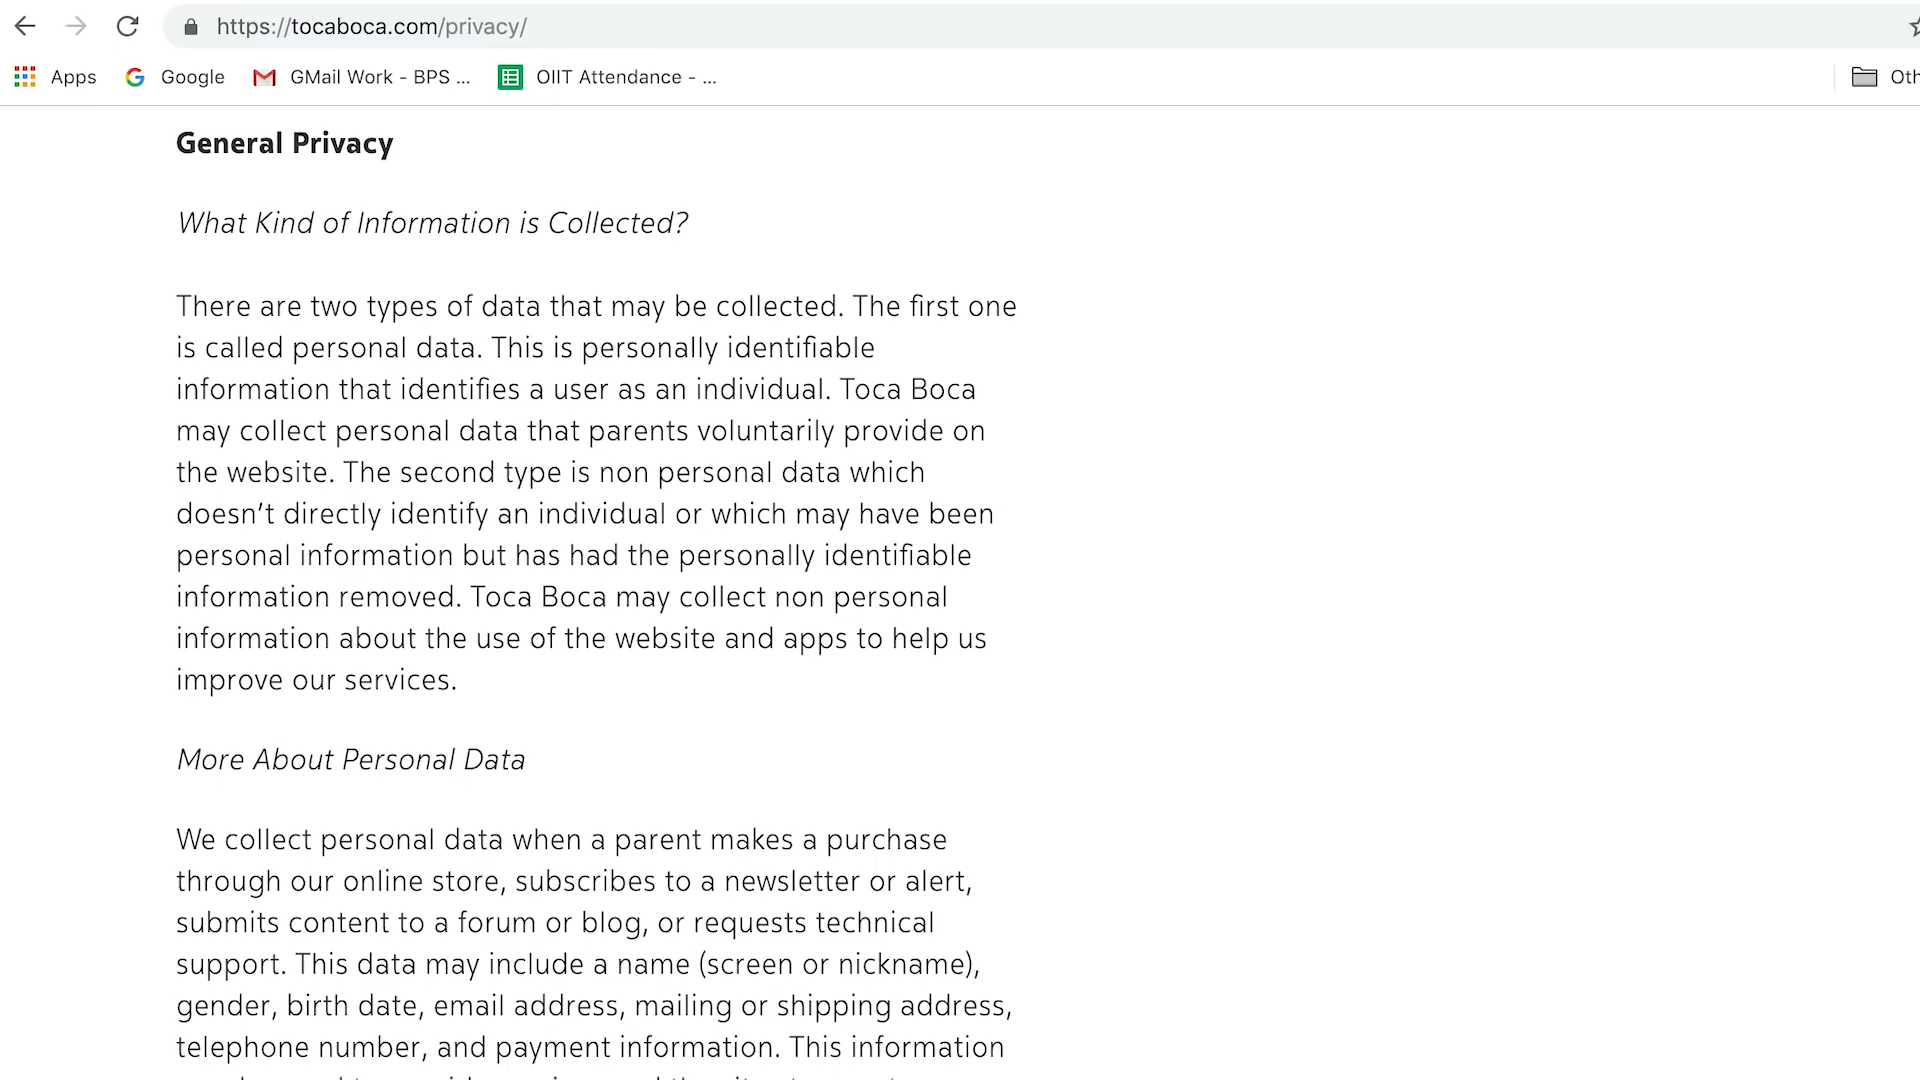 https://tocaboca.com/privacy/
Apps Google GMail Work - BPS ... OIIT Attendance - ... Oth
General Privacy
What Kind of Information is Collected?
There are two types of data that may be collected. The first one
is called personal data. This is personally identifiable
information that identifies a user as an individual. Toca Boca
may collect personal data that parents voluntarily provide on
the website. The second type is non personal data which
doesn’t directly identify an individual or which may have been
personal information but has had the personally identifiable
information removed. Toca Boca may collect non personal
information about the use of the website and apps to help us
improve our services.
More About Personal Data
We collect personal data when a parent makes a purchase
through our online store, subscribes to a newsletter or alert,
submits content to a forum or blog, or requests technical
support. This data may include a name (screen or nickname),
gender, birth date, email address, mailing or shipping address,
telephone number, and payment information. This information